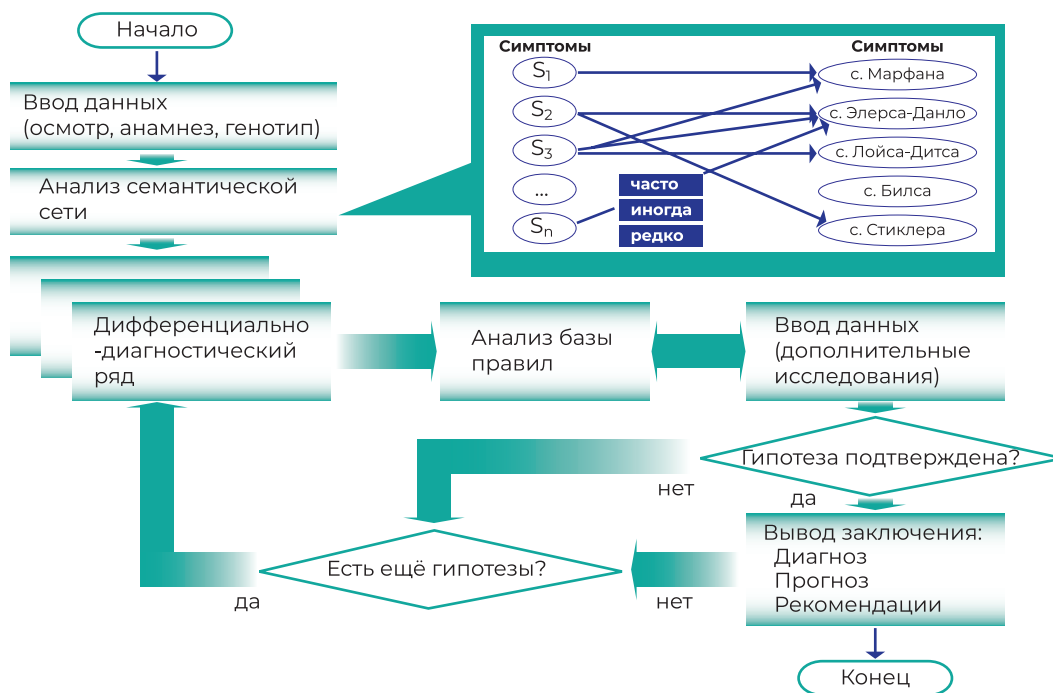 Начало
Ввод данных
(осмотр, анамнез, генотип)
Анализ семантической
сети
Симптомы
Симптомы
S1
S2
S3
...
Sn
часто
иногда
редко
с. Марфана
с. Элерса-Данло
с. Лойса-Дитса
с. Билса
с. Стиклера
Дифференциально
-диагностический
ряд
Анализ базы
правил
Ввод данных
(дополнительные
исследования)
Гипотеза подтверждена?
нет
да
Есть ещё гипотезы?
да
нет
Вывод заключения:
Диагноз
Прогноз
Рекомендации
Конец